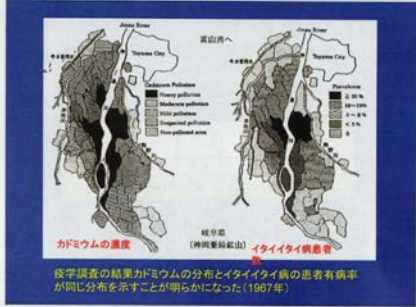 Jinzu River
富山湾へ
Toyama City
Cadmium Pollution
Heavy pollution
Moderate pollution
Mild pollution
Suspected pollution
Non-polluted area
カドミウムの濃度
Jinzu River
Toyama City
Prevalence
≧ 20 %
10~19%
< 5 %
0
岐阜県
(神岡亜鉛鉱山)
イタイイタイ病患者
疫学調査の結果カドミウムの分布とイタイイタイ病の患者有病率
が同じ分布を示すことが明らかになった(1967年)